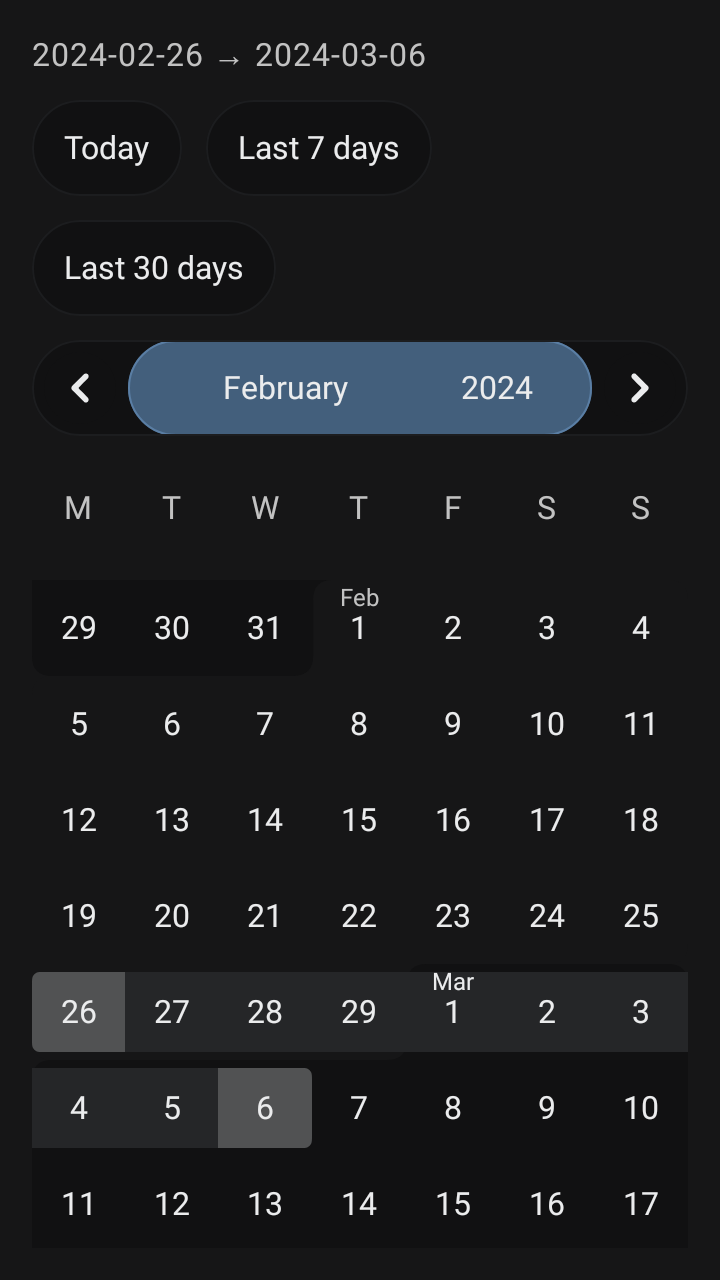 2024-02-26 → 2024-03-06
Today Last 7 days
Last 30 days
February 2024
M T W T F S S
Feb
29 30 31 1 2 3 4
5 6 7 8 9 10 11
12 13 14 15 16 17 18
19 20 21 22 23 24 25
Mar
26 27 28 29 1 2 3
4 5 6 7 8 9 10
11 12 13 14 15 16 17